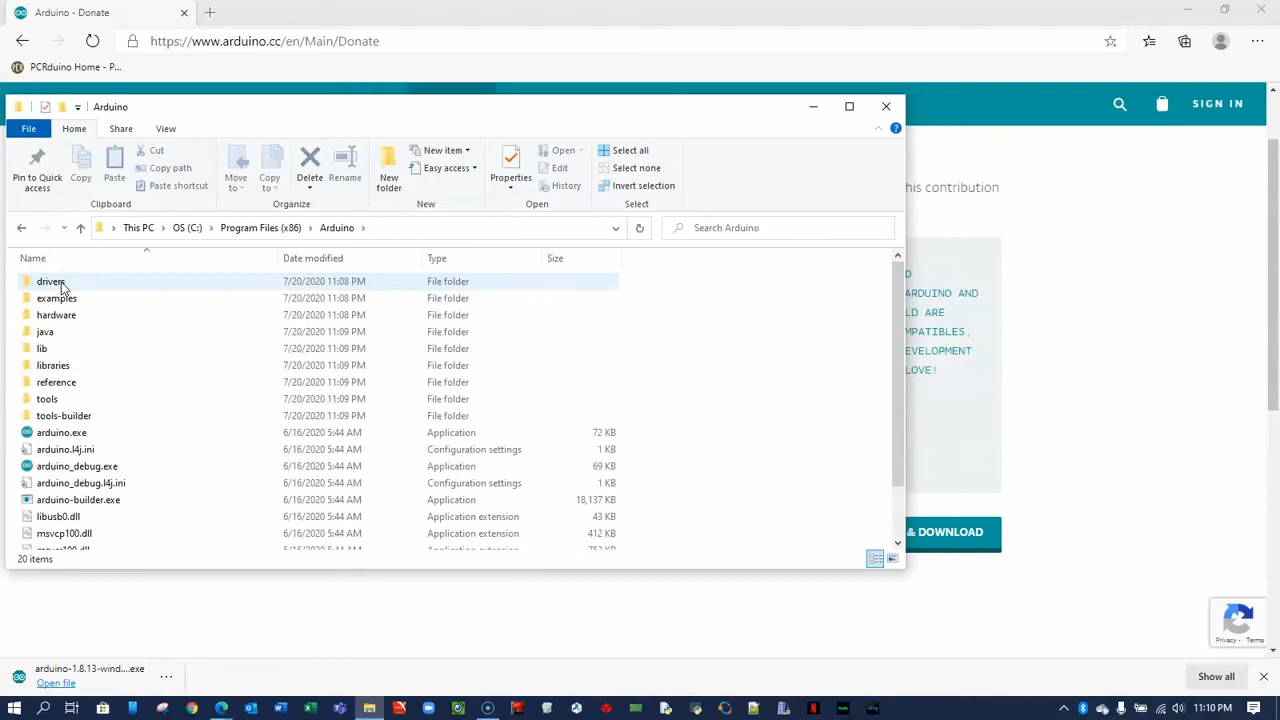 Arduino - Donate
https://www.arduino.cc/en/Main/Donate
PCRduino Home - P...
SIGN IN
Arduino
File Home Share View
Pin to Quick access
Copy
Paste
Cut
Copy path
Paste shortcut
Clipboard
Move to
Copy to
Delete
Rename
Organize
New folder
New item
Easy access
New
Properties
Open
Edit
History
Open
Select all
Select none
Invert selection
Select
his contribution
This PC > OS (C:) > Program Files (x86) > Arduino >
Search Arduino
Name Date modified Type Size
drivers 7/20/2020 11:08 PM File folder
examples 7/20/2020 11:08 PM File folder
hardware 7/20/2020 11:08 PM File folder
java 7/20/2020 11:09 PM File folder
lib 7/20/2020 11:09 PM File folder
libraries 7/20/2020 11:09 PM File folder
reference 7/20/2020 11:09 PM File folder
tools 7/20/2020 11:09 PM File folder
tools-builder 7/20/2020 11:09 PM File folder
arduino.exe 6/16/2020 5:44 AM Application 72 KB
arduino.l4j.ini 6/16/2020 5:44 AM Configuration settings 1 KB
arduino_debug.exe 6/16/2020 5:44 AM Application 69 KB
arduino_debug.l4j.ini 6/16/2020 5:44 AM Configuration settings 1 KB
arduino-builder.exe 6/16/2020 5:44 AM Application 18,137 KB
libusb0.dll 6/16/2020 5:44 AM Application extension 43 KB
msvcp100.dll 6/16/2020 5:44 AM Application extension 412 KB
20 items
D
ARDUINO AND
LD ARE
MPATIBLES,
EVELOPMENT
LOVE!
& DOWNLOAD
Privacy - Terms
arduino-1.8.13-wind....exe
Open file
Show all
11:10 PM